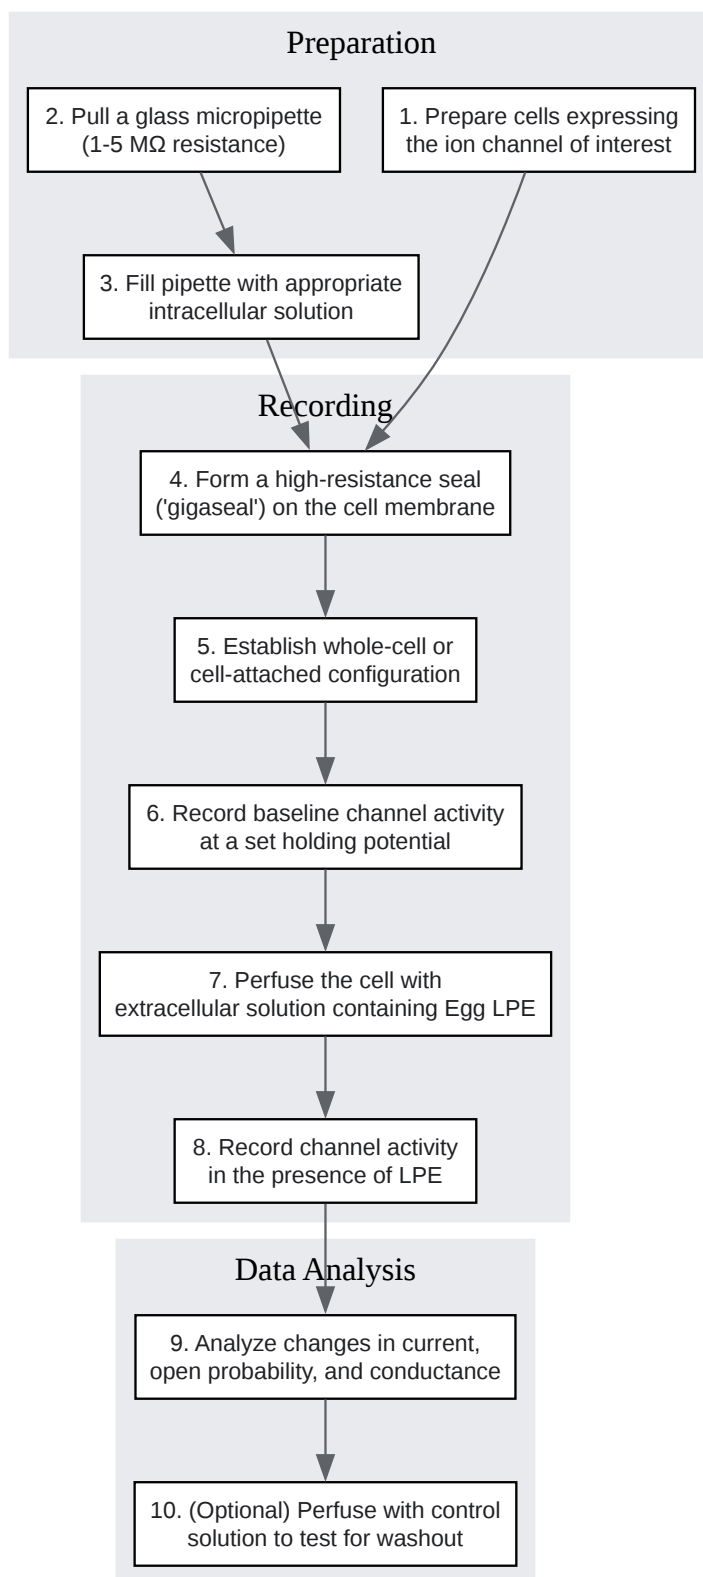 Preparation
2. Pull a glass micropipette
(1-5 MΩ resistance)
1. Prepare cells expressing
the ion channel of interest
3. Fill pipette with appropriate
intracellular solution
Recording
4. Form a high-resistance seal
('gigaseal') on the cell membrane
5. Establish whole-cell or
cell-attached configuration
6. Record baseline channel activity
at a set holding potential
7. Perfuse the cell with
extracellular solution containing Egg LPE
8. Record channel activity
in the presence of LPE
Data Analysis
9. Analyze changes in current,
open probability, and conductance
10. (Optional) Perfuse with control
solution to test for washout